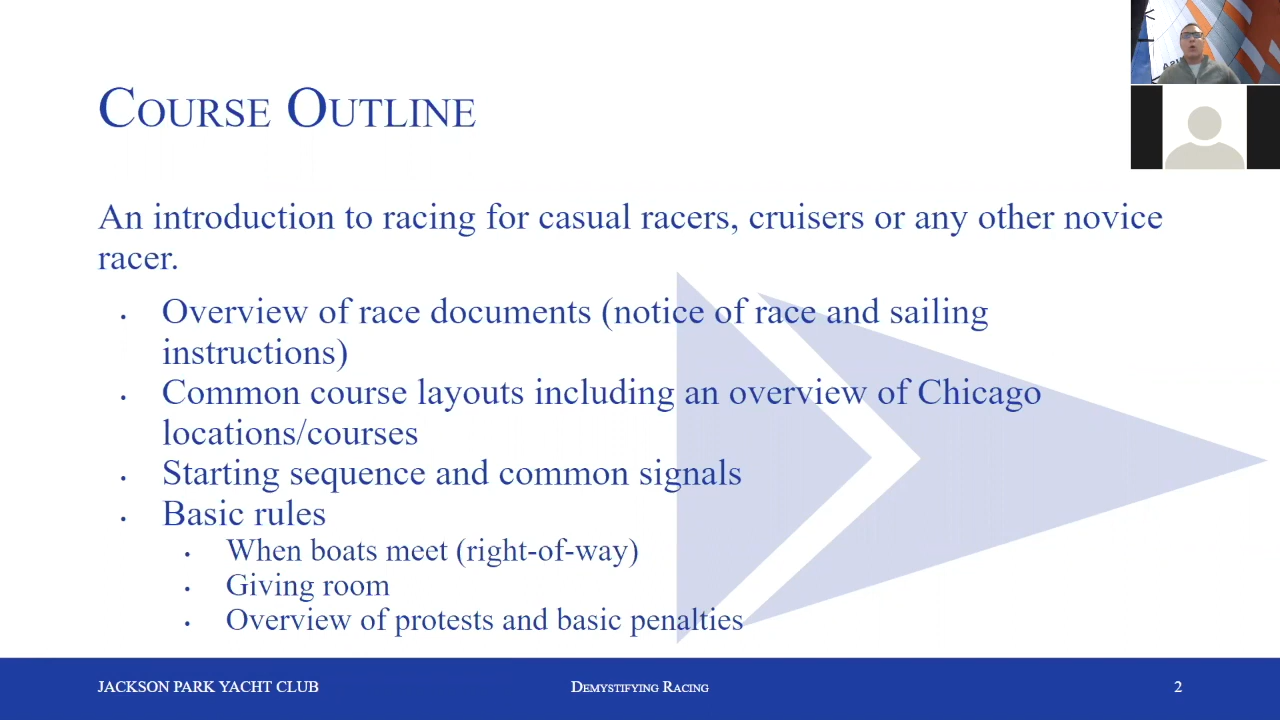 COURSE OUTLINE
An introduction to racing for casual racers, cruisers or any other novice
racer.
• Overview of race documents (notice of race and sailing
instructions)
• Common course layouts including an overview of Chicago
locations/courses
• Starting sequence and common signals
• Basic rules
• When boats meet (right-of-way)
• Giving room
• Overview of protests and basic penalties
JACKSON PARK YACHT CLUB
DEMYSTIFYING RACING
2